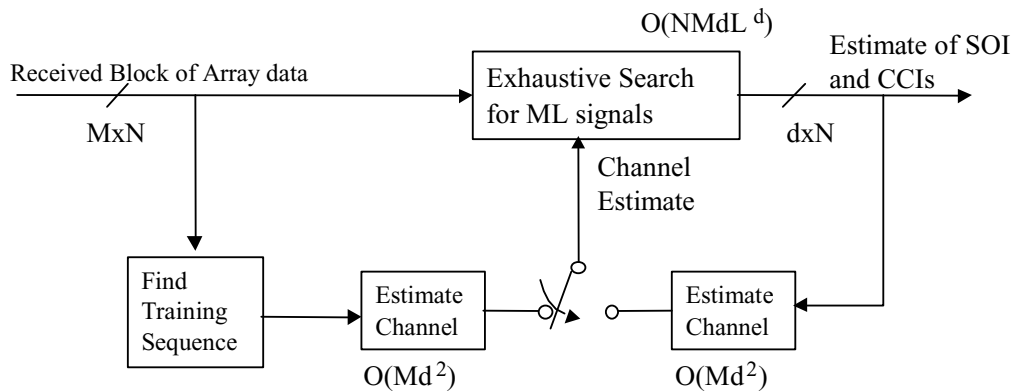 O(NMdL^d)
Received Block of Array data
Exhaustive Search
for ML signals
Estimate of SOI
and CCIs
MxN
dxN
Channel
Estimate
Find
Training
Sequence
Estimate
Channel
Estimate
Channel
O(Md^2)
O(Md^2)